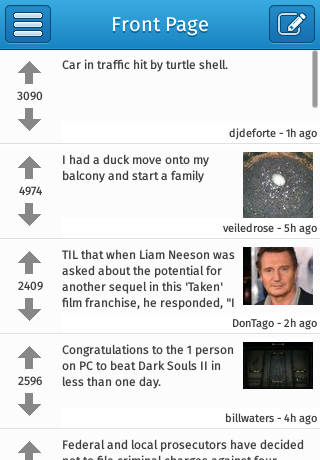 Front Page
Car in traffic hit by turtle shell.
3090
djdeforte - 1h ago
I had a duck move onto my
balcony and start a family
4974
veiledrose - 5h ago
TIL that when Liam Neeson was
asked about the potential for
another sequel in this 'Taken'
film franchise, he responded, "I
2409
DonTago - 2h ago
Congratulations to the 1 person
on PC to beat Dark Souls II in
less than one day.
2596
billwaters - 4h ago
Federal and local prosecutors have decided
not to file criminal charges against four